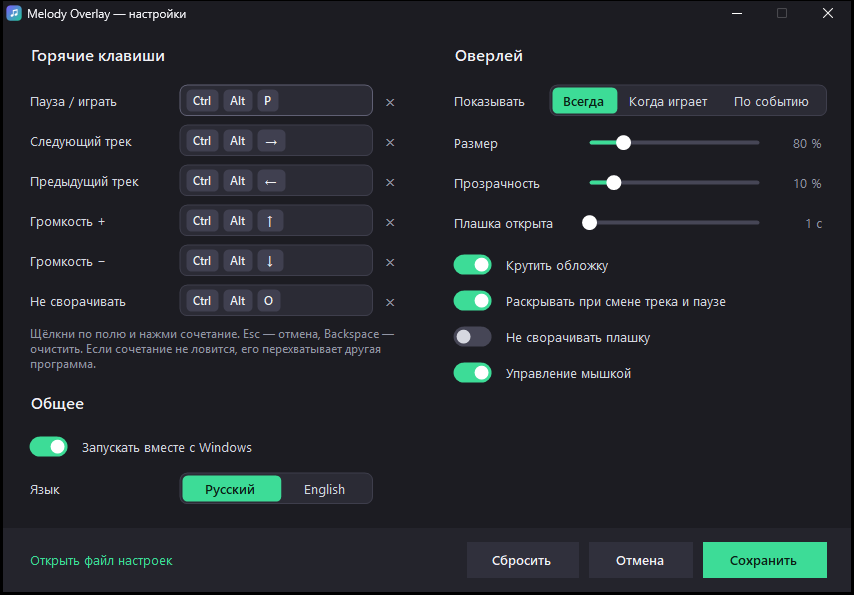 Melody Overlay — настройки
Горячие клавиши
Пауза / играть Ctrl Alt P ×
Следующий трек Ctrl Alt → ×
Предыдущий трек Ctrl Alt ← ×
Громкость + Ctrl Alt ↑ ×
Громкость − Ctrl Alt ↓ ×
Не сворачивать Ctrl Alt O ×
Щёлкни по полю и нажми сочетание. Esc — отмена, Backspace —
очистить. Если сочетание не ловится, его перехватывает другая
программа.
Общее
Запускать вместе с Windows
Язык Русский English
Оверлей
Показывать Всегда Когда играет По событию
Размер 80 %
Прозрачность 10 %
Плашка открыта 1 с
Крутить обложку
Раскрывать при смене трека и паузе
Не сворачивать плашку
Управление мышкой
Открыть файл настроек Сбросить Отмена Сохранить